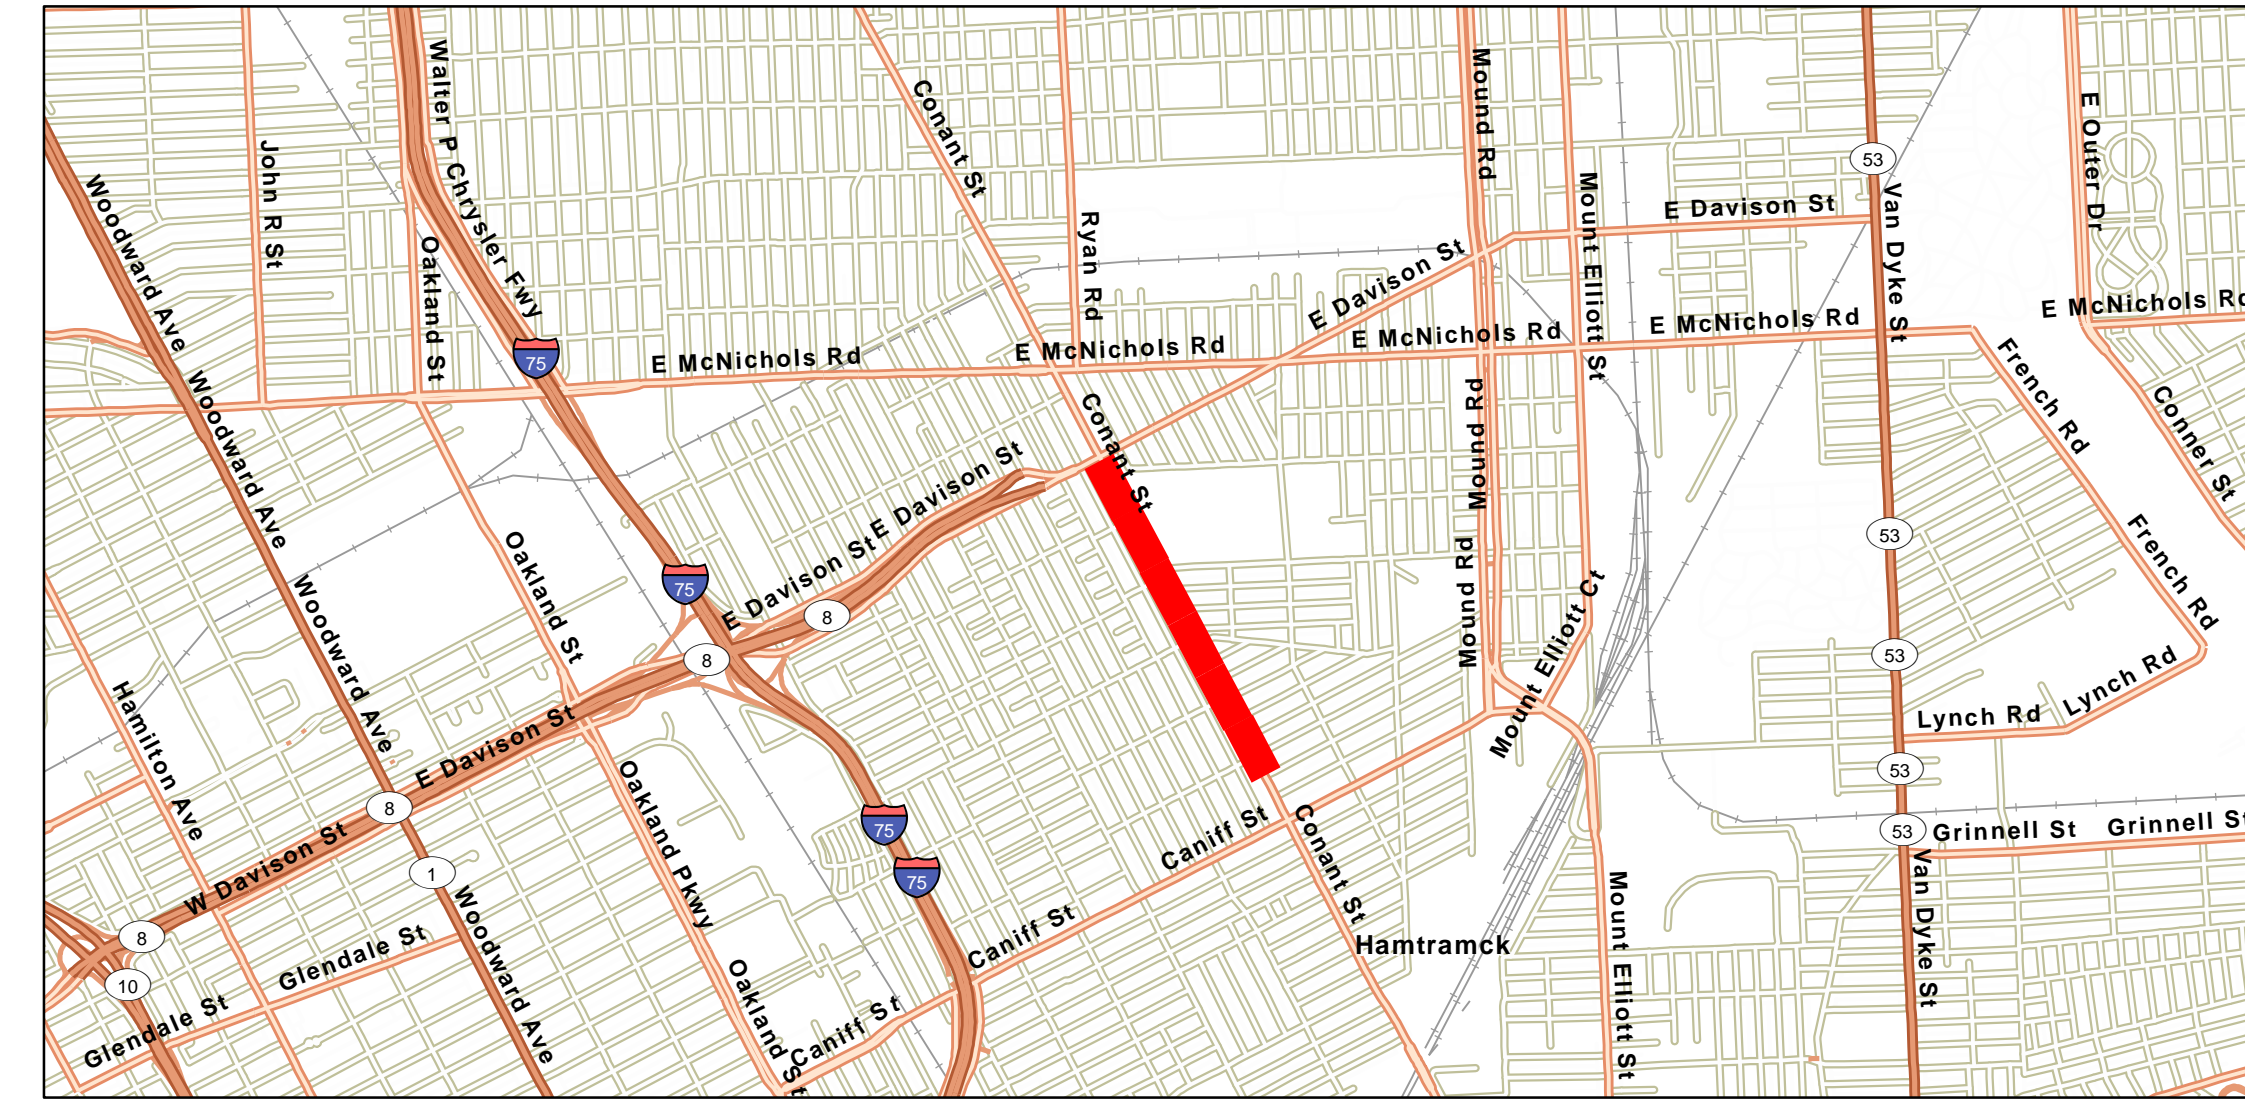 Walter P Chrysler Fwy
Conant St
Mound Rd
E Outer Dr
John R St
53
Woodward Ave
Mount Elliott St
Van Dyke St
E Davison St
Ryan Rd
Oakland St
E Davison St
E McNichols Rd
E McNichols Rd
E McNichols Rd
E McNichols Rd
E McNichols Rd
75
French Rd
Woodward Ave
Mound Rd
Conant St
Conner St
E Davison St
French Rd
53
Oakland St
E Davison St
Mound Rd
75
Mount Elliott Ct
Woodward Ave
8
8
53
Hamilton Ave
Lynch Rd
Lynch Rd
E Davison St
Oakland Pkwy
53
8
75
Caniff St
Conant St
53
Grinnell St
Grinnell St
W Davison St
1
75
Van Dyke St
Mount Elliott St
Woodward Ave
Caniff St
Hamtramck
8
Glendale St
10
Oakland St
Glendale St
Caniff St